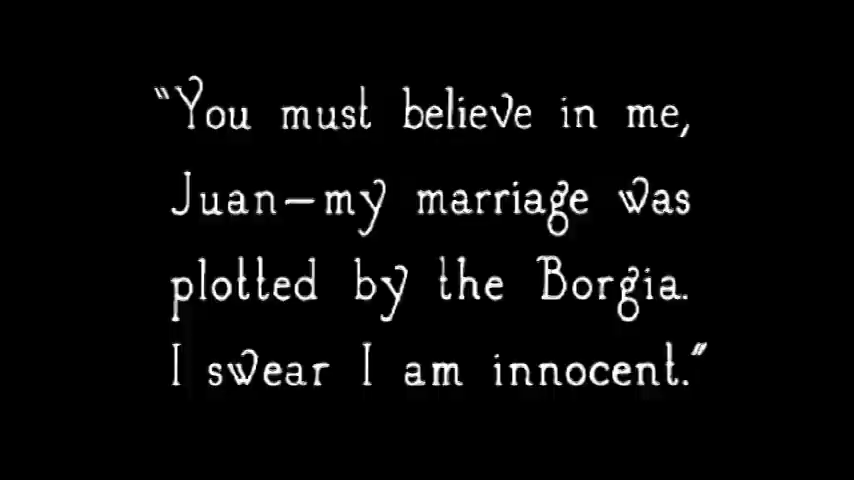 "You must believe in me,
Juan—my marriage was
plotted by the Borgia.
I swear I am innocent."